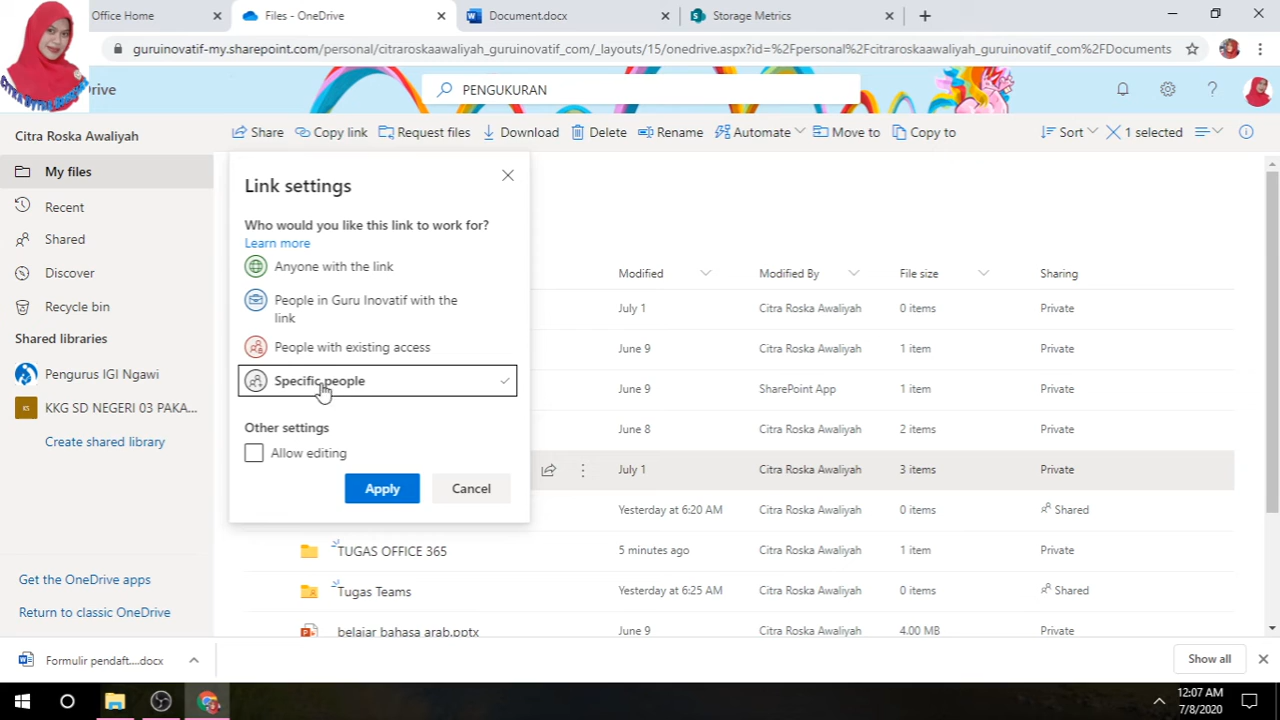 Office Home
Files - OneDrive
Document.docx
Storage Metrics
guruinovatif-my.sharepoint.com/personal/citraroskaawaliyah_guruinovatif_com/_layouts/15/onedrive.aspx?id=%2Fpersonal%2Fcitraroskaawaliyah_guruinovatif_com%2FDocuments
Drive
PENGUKURAN
Citra Roska Awaliyah
Share
Copy link
Request files
Download
Delete
Rename
Automate
Move to
Copy to
Sort
1 selected
My files
Recent
Shared
Discover
Recycle bin
Shared libraries
Pengurus IGI Ngawi
KKG SD NEGERI 03 PAKA...
Create shared library
Get the OneDrive apps
Return to classic OneDrive
Link settings
Who would you like this link to work for?
Learn more
Anyone with the link
People in Guru Inovatif with the
link
People with existing access
Specific people
Other settings
Allow editing
Apply
Cancel
Modified Modified By File size Sharing
July 1 Citra Roska Awaliyah 0 items Private
June 9 Citra Roska Awaliyah 1 item Private
June 9 SharePoint App 1 item Private
June 8 Citra Roska Awaliyah 2 items Private
July 1 Citra Roska Awaliyah 3 items Private
Yesterday at 6:20 AM Citra Roska Awaliyah 0 items Shared
TUGAS OFFICE 365 5 minutes ago Citra Roska Awaliyah 1 item Private
Tugas Teams Yesterday at 6:25 AM Citra Roska Awaliyah 0 items Shared
belajar bahasa arab.pptx June 9 Citra Roska Awaliyah 4.00 MB Private
Formulir pendaft....docx
Show all
12:07 AM
7/8/2020